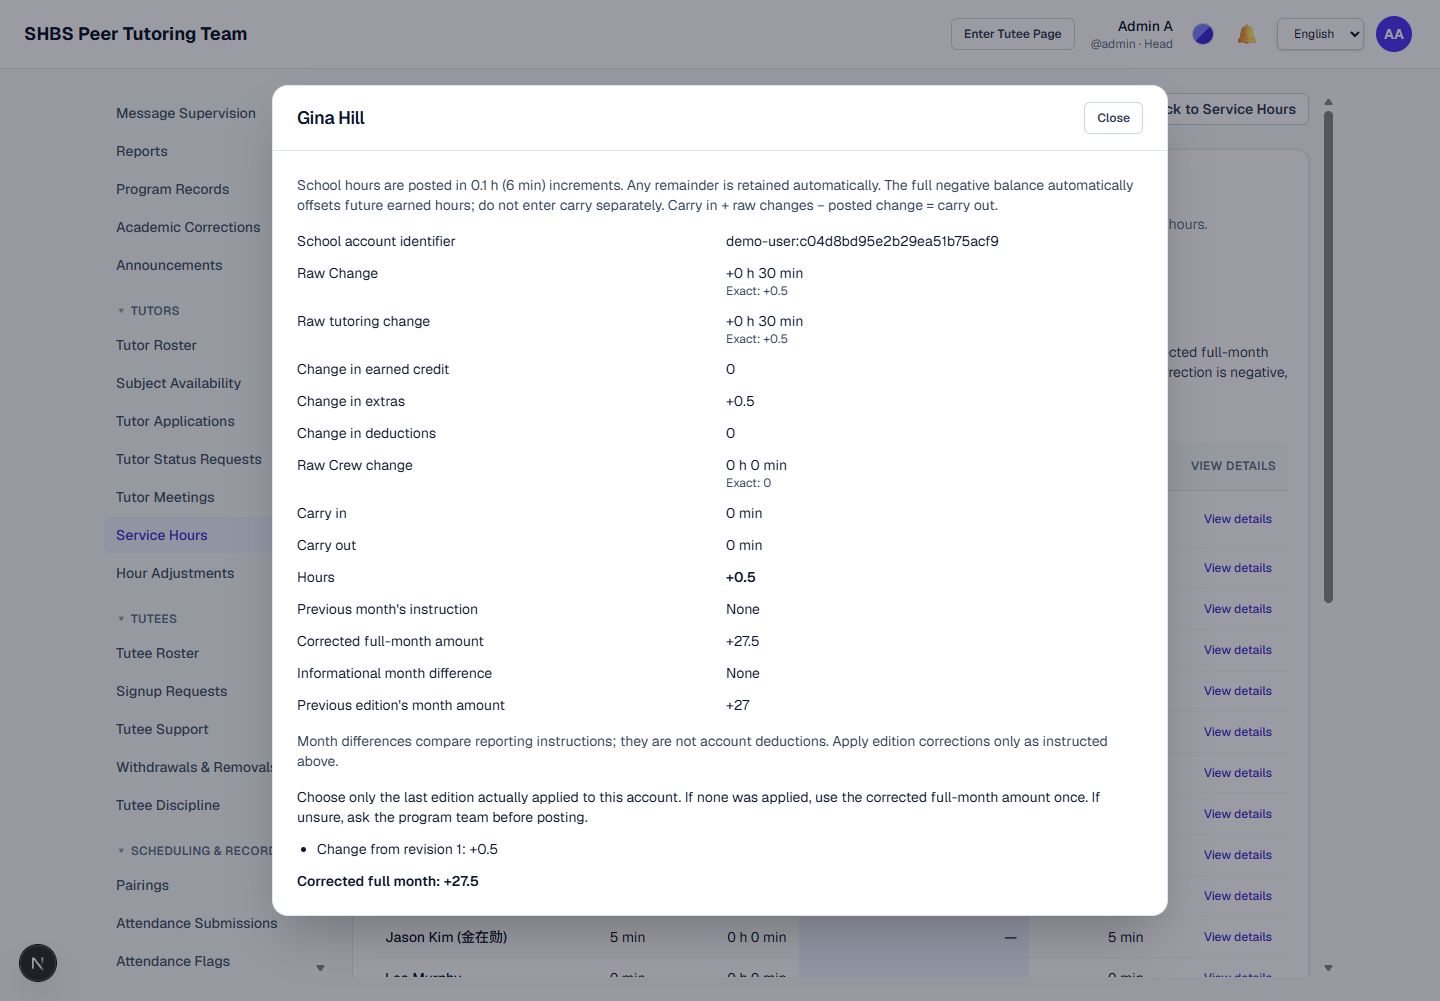 SHBS Peer Tutoring Team
Enter Tutee Page
Admin A
@admin · Head
English
AA
Message Supervision
Reports
Program Records
Academic Corrections
Announcements
TUTORS
Tutor Roster
Subject Availability
Tutor Applications
Tutor Status Requests
Tutor Meetings
Service Hours
Hour Adjustments
TUTEES
Tutee Roster
Signup Requests
Tutee Support
Withdrawals & Removals
Tutee Discipline
SCHEDULING & RECORD
Pairings
Attendance Submissions
Attendance Flags
ck to Service Hours
hours.
cted full-month
rection is negative,
VIEW DETAILS
View details
View details
View details
View details
View details
View details
View details
View details
View details
View details
Gina Hill
Close
School hours are posted in 0.1 h (6 min) increments. Any remainder is retained automatically. The full negative balance automatically
offsets future earned hours; do not enter carry separately. Carry in + raw changes − posted change = carry out.
School account identifier demo-user:c04d8bd95e2b29ea51b75acf9
Raw Change +0 h 30 min
Exact: +0.5
Raw tutoring change +0 h 30 min
Exact: +0.5
Change in earned credit 0
Change in extras +0.5
Change in deductions 0
Raw Crew change 0 h 0 min
Exact: 0
Carry in 0 min
Carry out 0 min
Hours +0.5
Previous month's instruction None
Corrected full-month amount +27.5
Informational month difference None
Previous edition's month amount +27
Month differences compare reporting instructions; they are not account deductions. Apply edition corrections only as instructed
above.
Choose only the last edition actually applied to this account. If none was applied, use the corrected full-month amount once. If
unsure, ask the program team before posting.
• Change from revision 1: +0.5
Corrected full month: +27.5
Jason Kim (金在勋) 5 min 0 h 0 min — 5 min View details